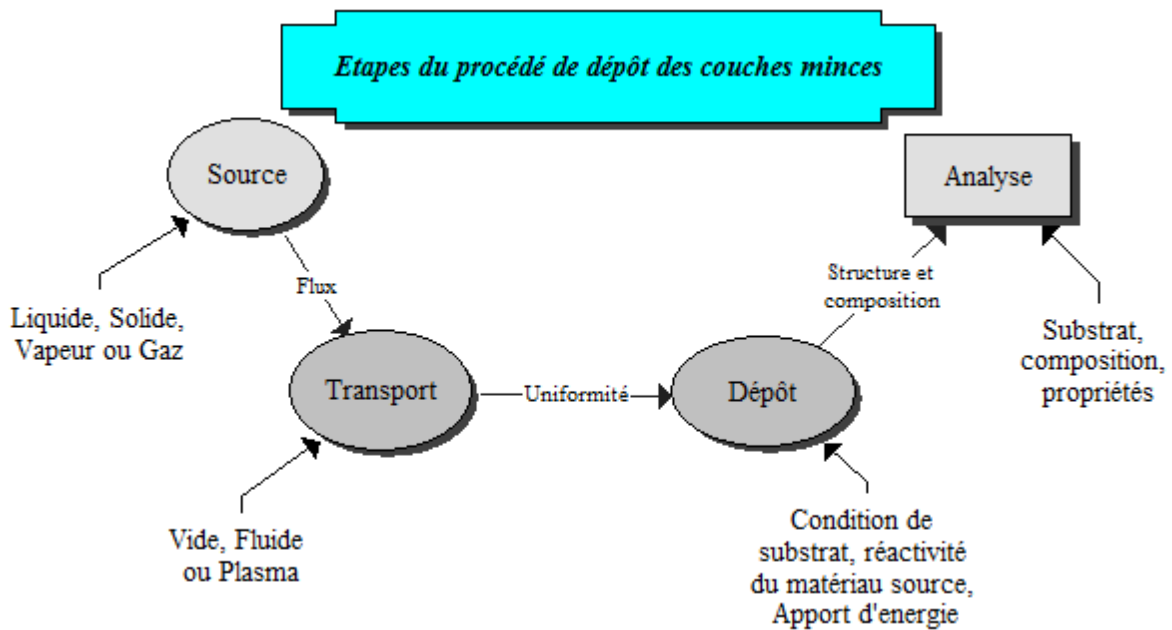 Etapes du procédé de dépôt des couches minces
Source
Analyse
Flux
Structure et
composition
Liquide, Solide,
Vapeur ou Gaz
Substrat,
composition,
propriétés
Transport
Uniformité
Dépôt
Vide, Fluide
ou Plasma
Condition de
substrat, réactivité
du matériau source,
Apport d'energie